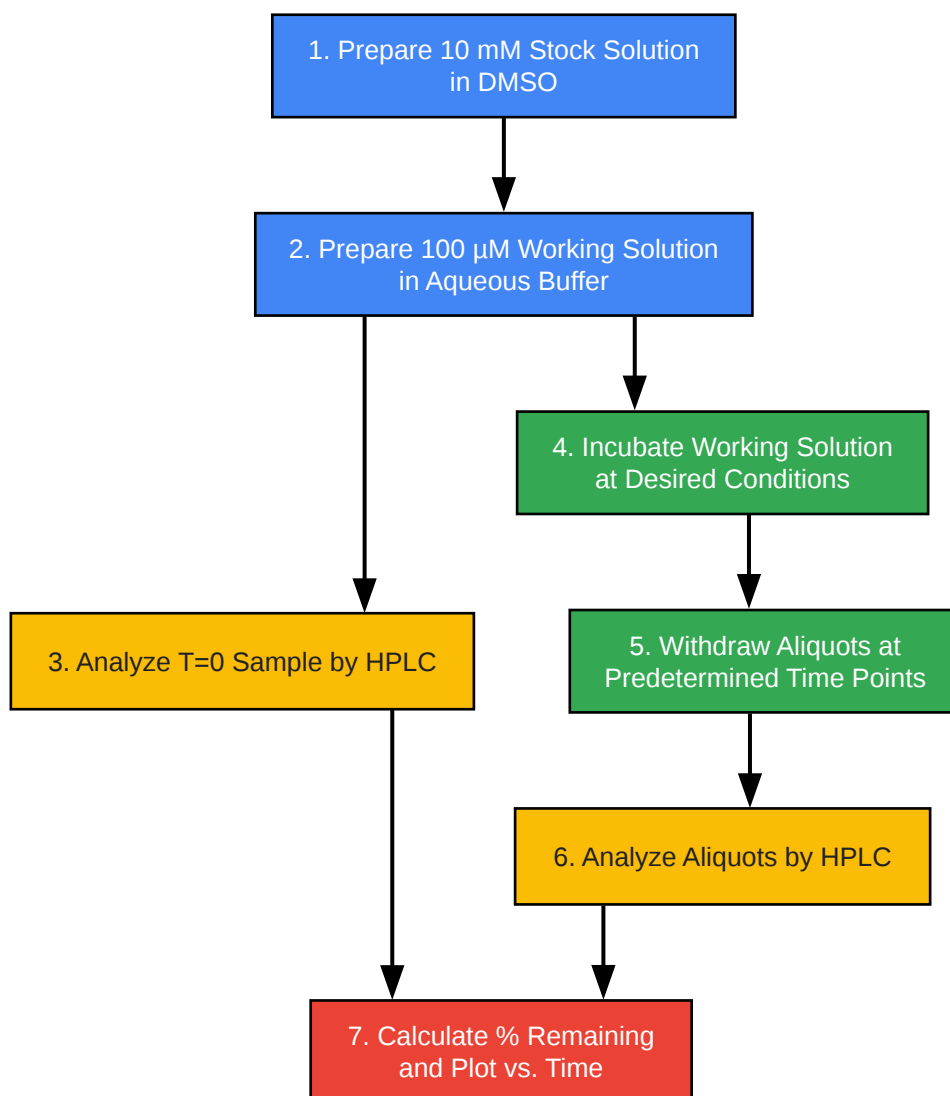 1. Prepare 10 mM Stock Solution
in DMSO
2. Prepare 100 µM Working Solution
in Aqueous Buffer
4. Incubate Working Solution
at Desired Conditions
3. Analyze T=0 Sample by HPLC
5. Withdraw Aliquots at
Predetermined Time Points
6. Analyze Aliquots by HPLC
7. Calculate % Remaining
and Plot vs. Time